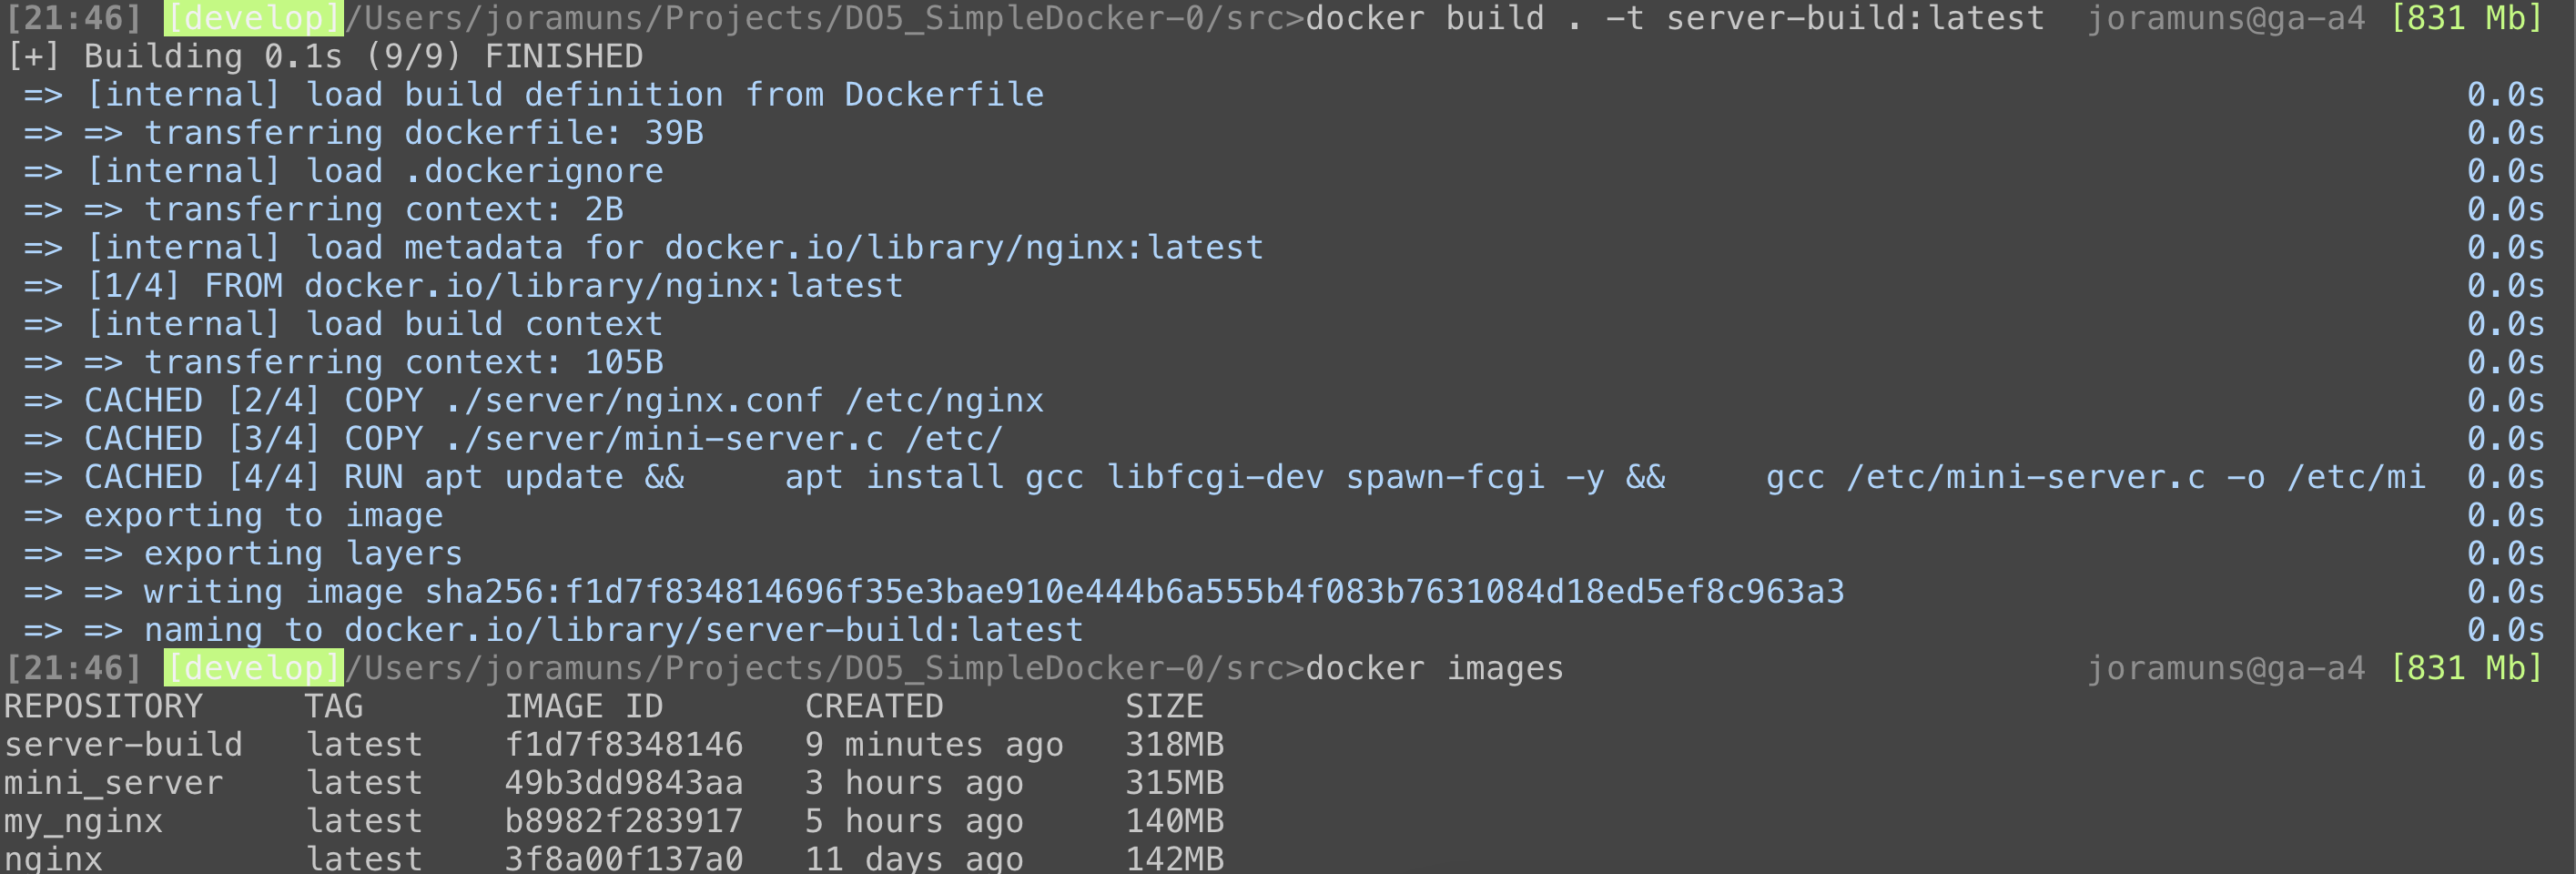 [21:46] [develop]/Users/joramuns/Projects/DO5_SimpleDocker-0/src>docker build . -t server-build:latest joramuns@ga-a4 [831 Mb]
[+] Building 0.1s (9/9) FINISHED
=> [internal] load build definition from Dockerfile 0.0s
=> => transferring dockerfile: 39B 0.0s
=> [internal] load .dockerignore 0.0s
=> => transferring context: 2B 0.0s
=> [internal] load metadata for docker.io/library/nginx:latest 0.0s
=> [1/4] FROM docker.io/library/nginx:latest 0.0s
=> [internal] load build context 0.0s
=> => transferring context: 105B 0.0s
=> CACHED [2/4] COPY ./server/nginx.conf /etc/nginx 0.0s
=> CACHED [3/4] COPY ./server/mini-server.c /etc/ 0.0s
=> CACHED [4/4] RUN apt update &&     apt install gcc libfcgi-dev spawn-fcgi -y &&     gcc /etc/mini-server.c -o /etc/mi 0.0s
=> exporting to image 0.0s
=> => exporting layers 0.0s
=> => writing image sha256:f1d7f834814696f35e3bae910e444b6a555b4f083b7631084d18ed5ef8c963a3 0.0s
=> => naming to docker.io/library/server-build:latest 0.0s
[21:46] [develop]/Users/joramuns/Projects/DO5_SimpleDocker-0/src>docker images joramuns@ga-a4 [831 Mb]
REPOSITORY TAG IMAGE ID CREATED SIZE
server-build latest f1d7f8348146 9 minutes ago 318MB
mini_server latest 49b3dd9843aa 3 hours ago 315MB
my_nginx latest b8982f283917 5 hours ago 140MB
nginx latest 3f8a00f137a0 11 days ago 142MB